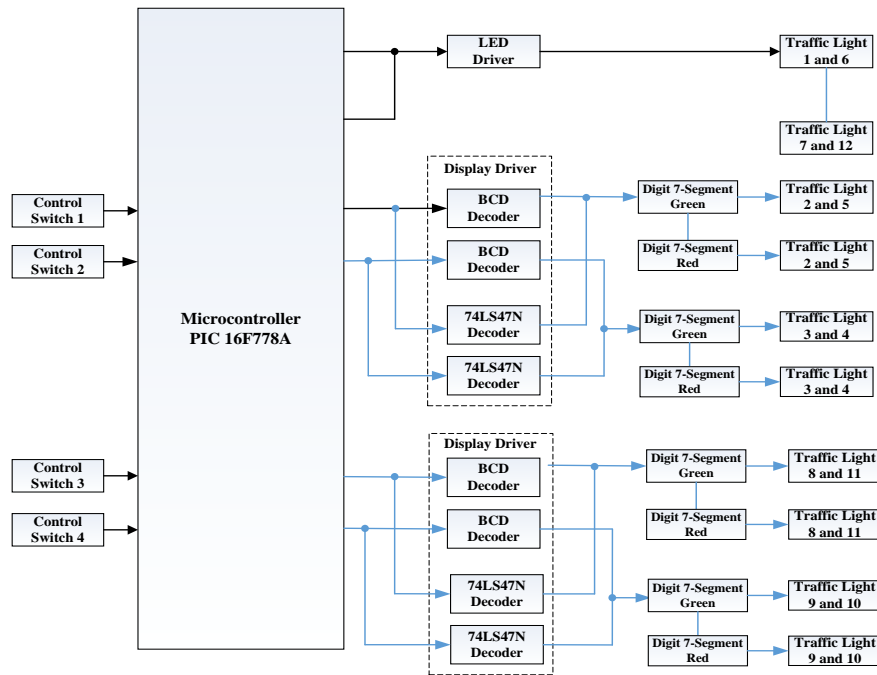 LED
Driver
Traffic Light
1 and 6
Traffic Light
7 and 12
Display Driver
Control
Switch 1
BCD
Decoder
Digit 7-Segment
Green
Traffic Light
2 and 5
Control
Switch 2
BCD
Decoder
Digit 7-Segment
Red
Traffic Light
2 and 5
Microcontroller
PIC 16F778A
74LS47N
Decoder
Digit 7-Segment
Green
Traffic Light
3 and 4
74LS47N
Decoder
Digit 7-Segment
Red
Traffic Light
3 and 4
Display Driver
Control
Switch 3
BCD
Decoder
Digit 7-Segment
Green
Traffic Light
8 and 11
Control
Switch 4
BCD
Decoder
Digit 7-Segment
Red
Traffic Light
8 and 11
74LS47N
Decoder
Digit 7-Segment
Green
Traffic Light
9 and 10
74LS47N
Decoder
Digit 7-Segment
Red
Traffic Light
9 and 10